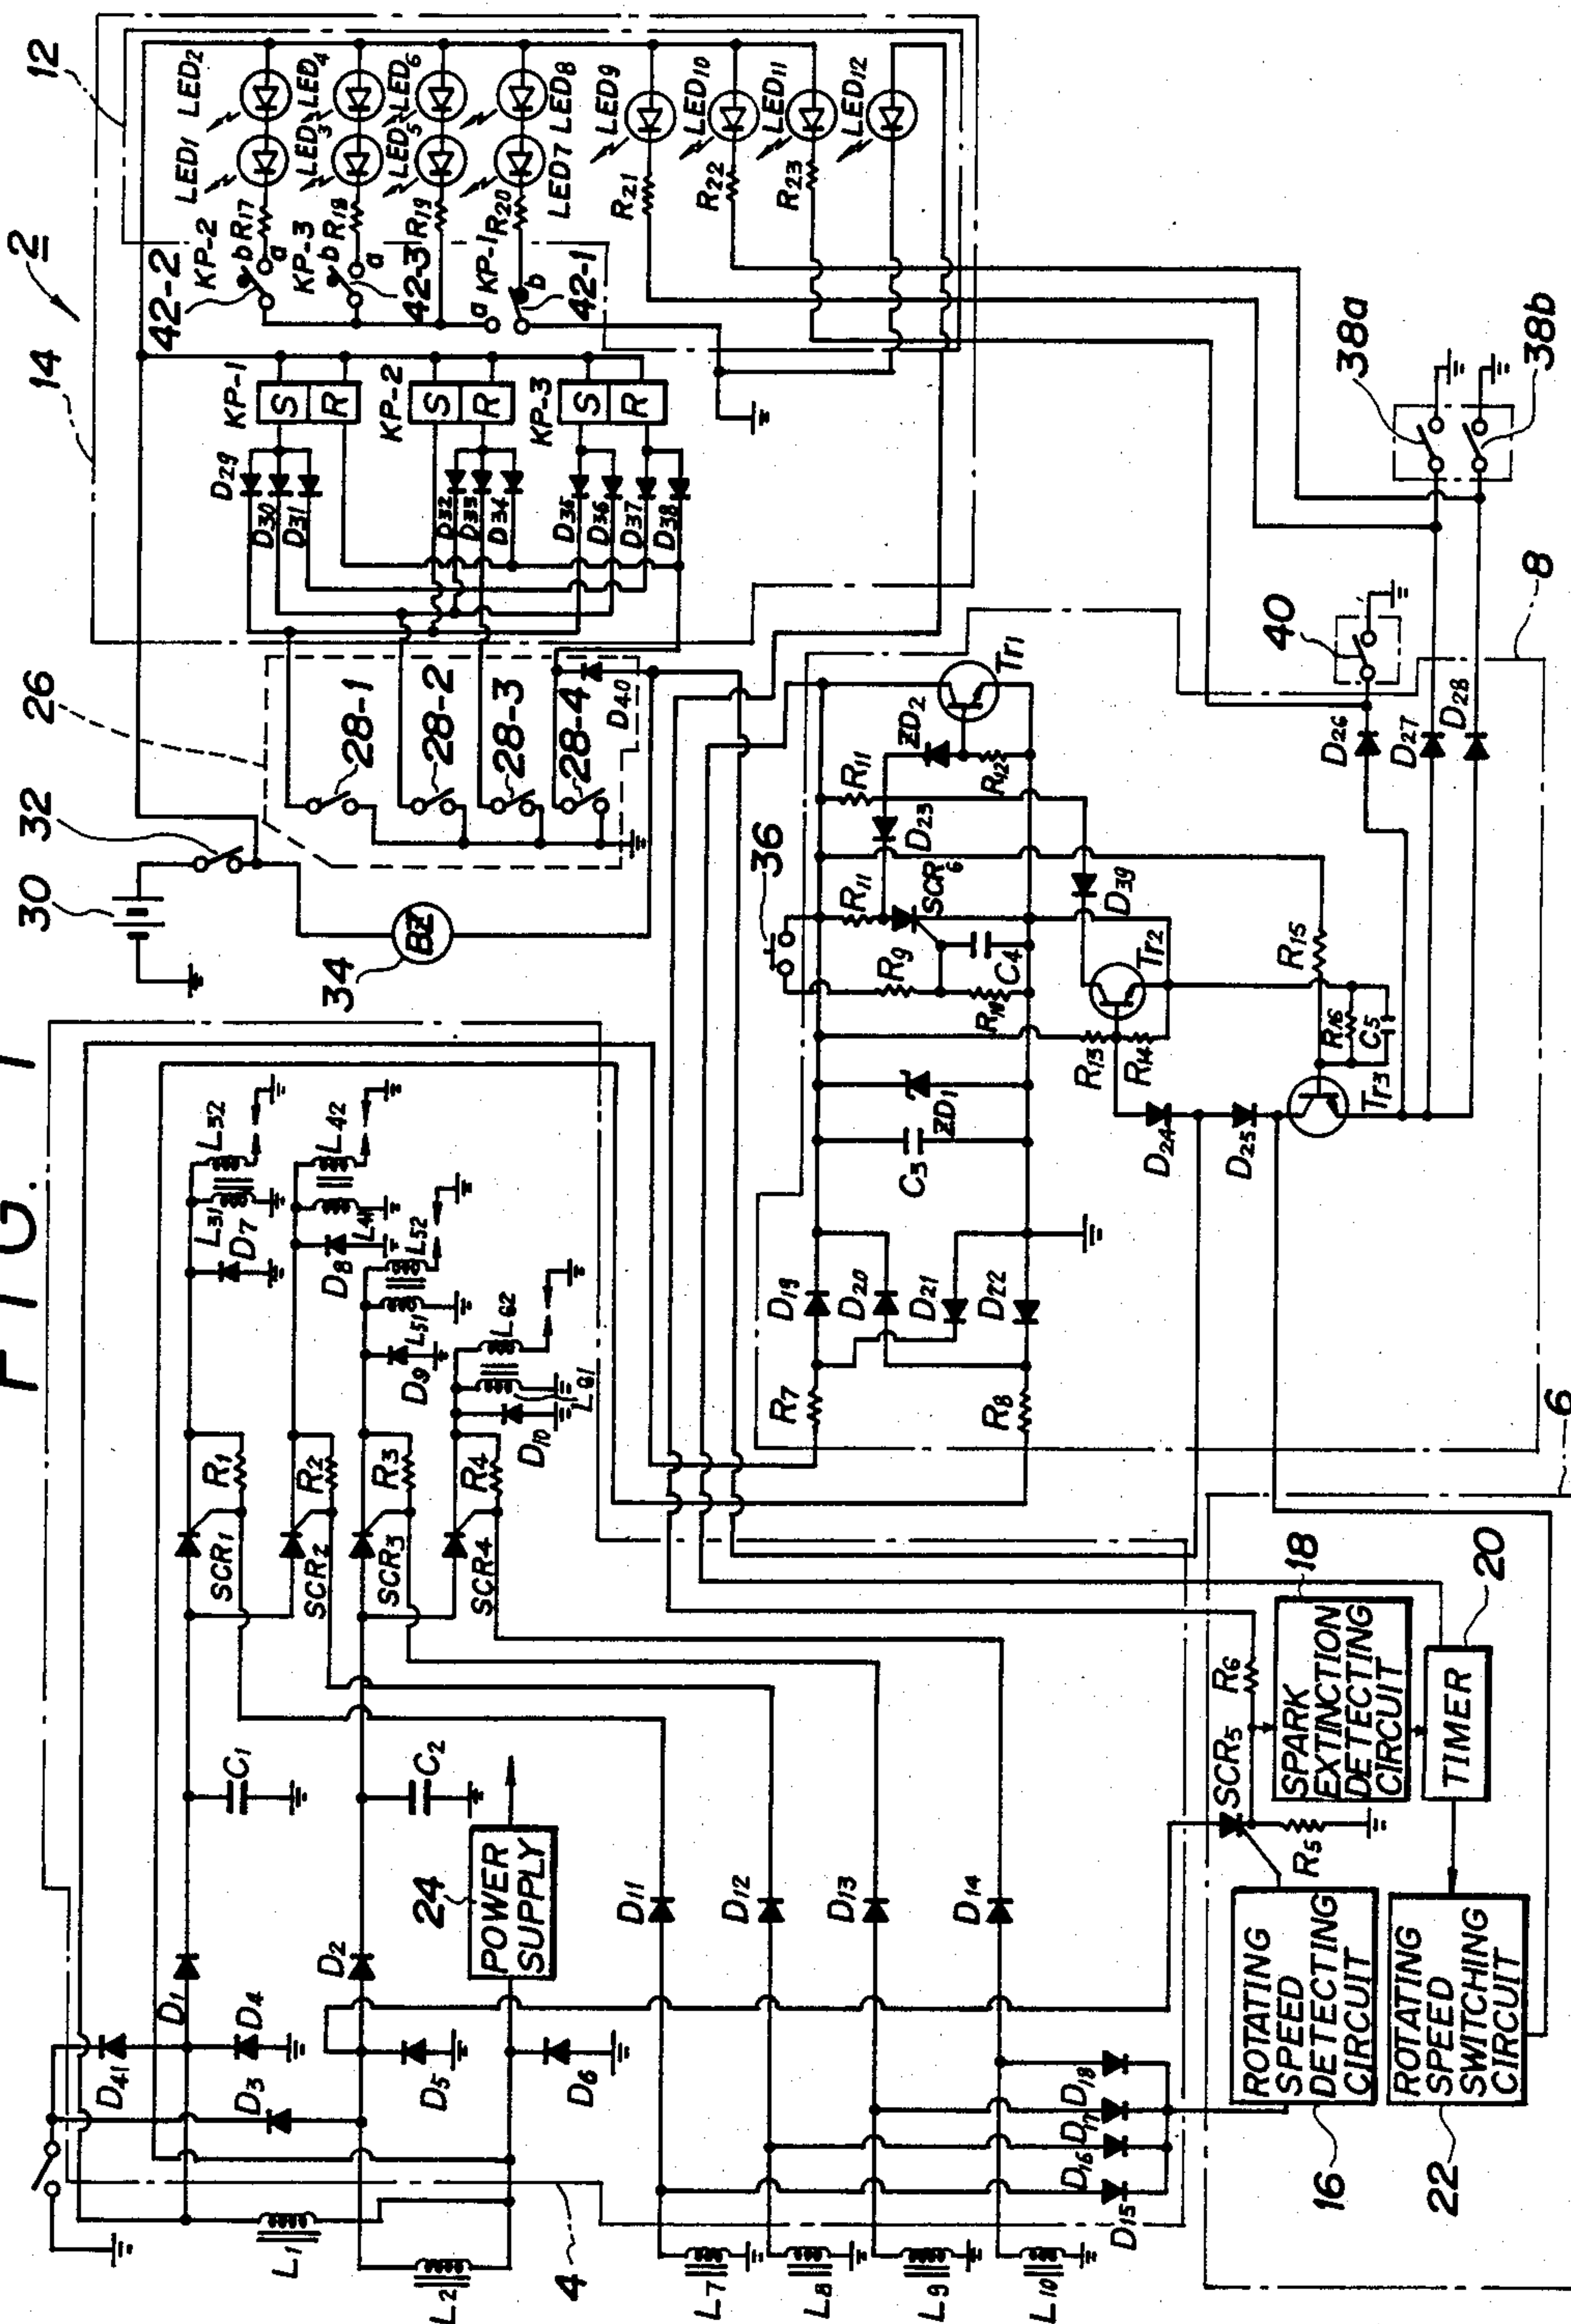 FIG. 1
2
12
14
26
30
32
34
BZ
28-1
28-2
28-3
28-4
D40
D29
D30
D31
D32
D33
D34
D35
D36
D37
D38
KP-1
S
R
KP-2
S
R
KP-3
S
R
42-2
KP-2
b
a
R17
LED1
LED2
KP-3
b
a
42-3
R18
LED3
LED4
R19
LED5
LED6
a
KP-1
b
42-1
R20
LED7
LED8
R21
LED9
R22
LED10
R23
LED11
LED12
4
L1
L2
D41
D3
D4
D1
D2
D5
D6
24
POWER
SUPPLY
C1
C2
SCR1
R1
SCR2
R2
SCR3
R3
SCR4
R4
L31
L32
D7
L41
L42
D8
L51
L52
D9
L61
L62
D10
L7
L8
L9
L10
D11
D12
D13
D14
D15
D16
D17
D18
6
16
ROTATING
SPEED
DETECTING
CIRCUIT
22
ROTATING
SPEED
SWITCHING
CIRCUIT
SCR5
R5
R6
18
SPARK
EXTINCTION
DETECTING
CIRCUIT
20
TIMER
8
R7
R8
D19
D20
D21
D22
C3
ZD1
36
R9
R10
R11
SCR6
C4
D23
R11
ZD2
R12
Tr1
R13
R14
Tr2
D39
D24
D25
R15
R16
C5
Tr3
D26
D27
D28
40
38a
38b